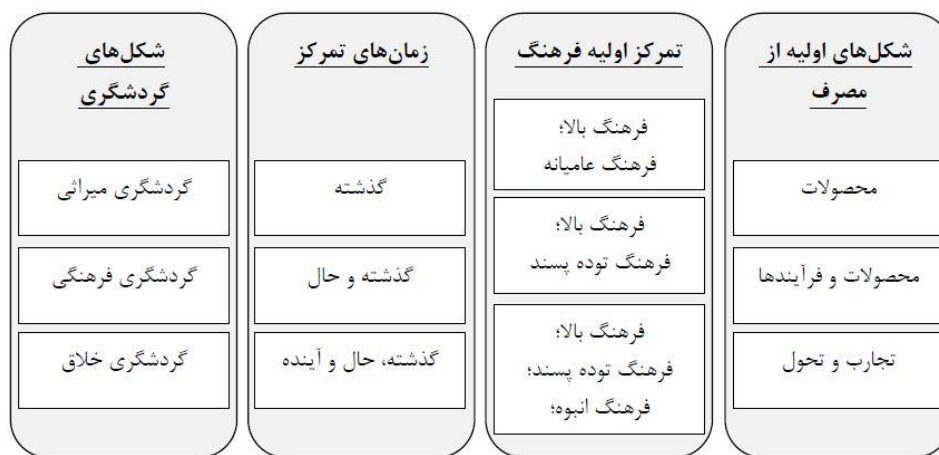 شکل‌های اولیه از
مصرف
محصولات
محصولات و فرآیندها
تجارب و تحول
تمرکز اولیه فرهنگ
فرهنگ بالا؛
فرهنگ عامیانه
فرهنگ بالا؛
فرهنگ توده پسند
فرهنگ بالا؛
فرهنگ توده پسند؛
فرهنگ انبوه؛
زمان‌های تمرکز
گذشته
گذشته و حال
گذشته، حال و آینده
شکل‌های
گردشگری
گردشگری میراثی
گردشگری فرهنگی
گردشگری خلاق